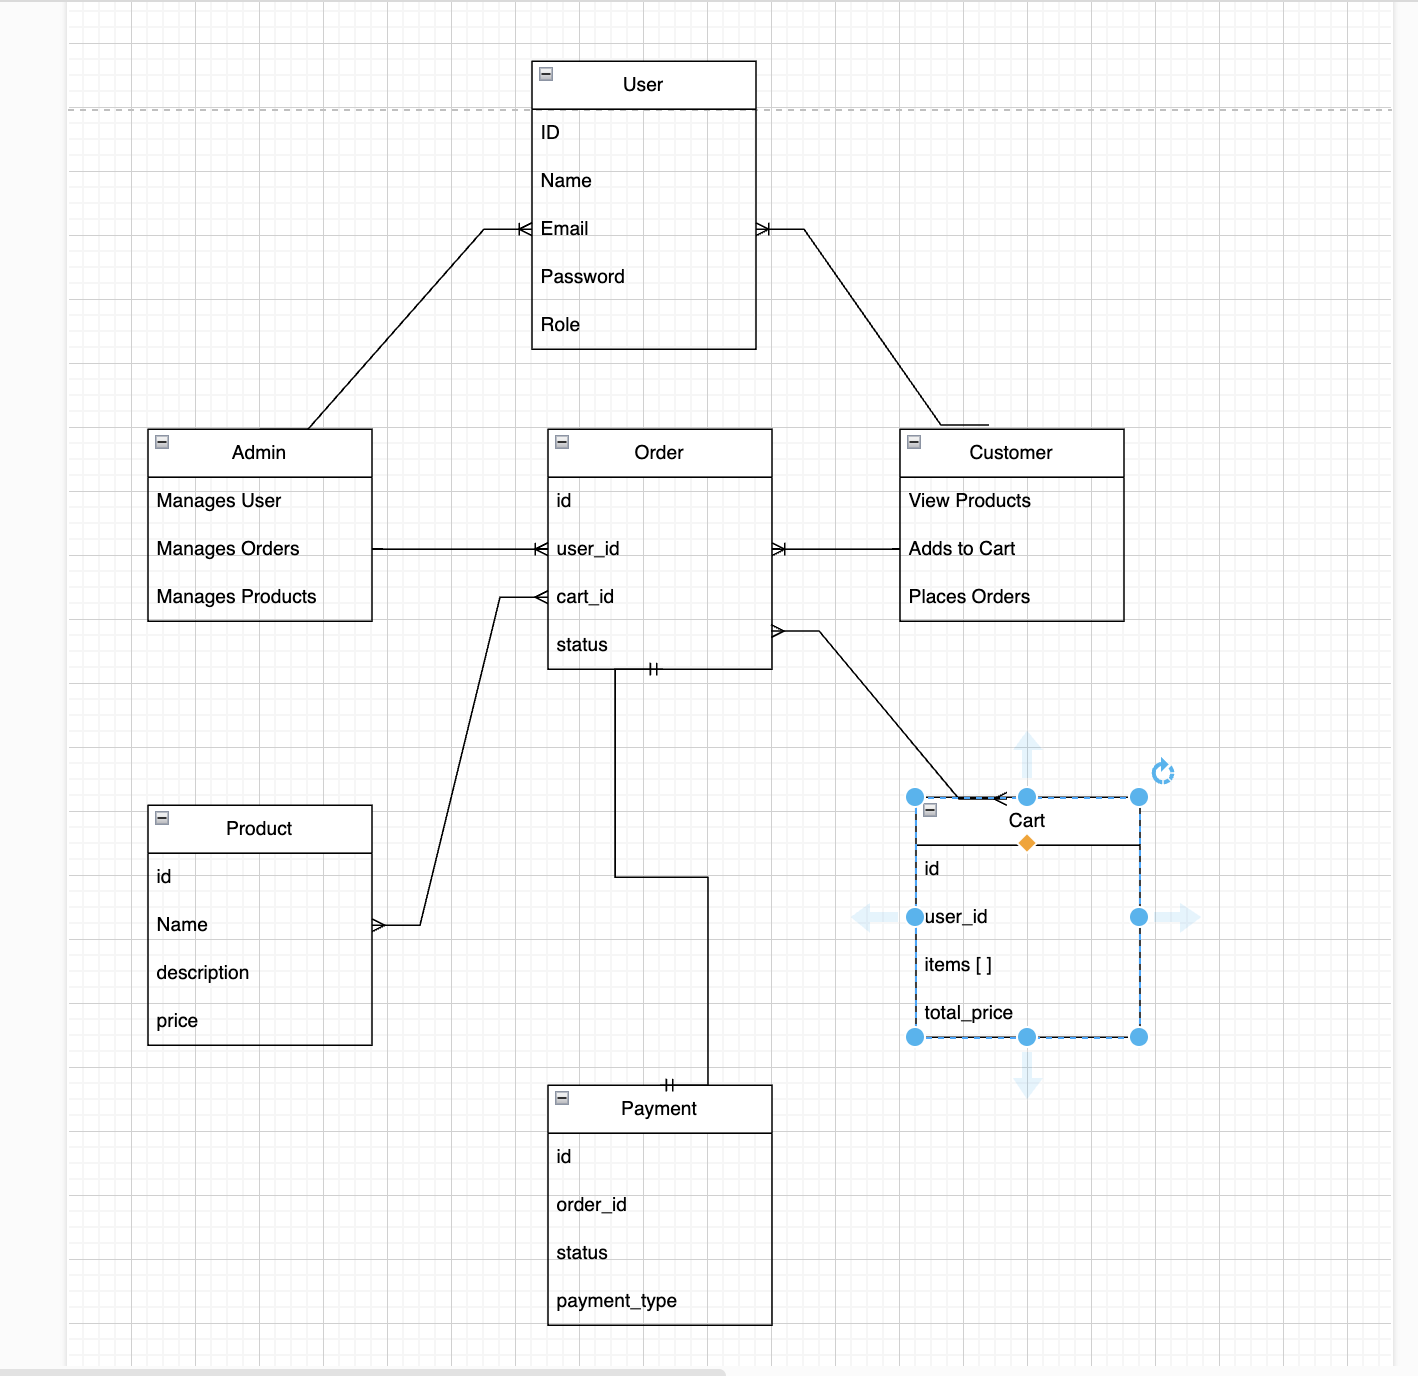 User
ID
Name
Email
Password
Role
Admin
Manages User
Manages Orders
Manages Products
Order
id
user_id
cart_id
status
Customer
View Products
Adds to Cart
Places Orders
Product
id
Name
description
price
Cart
id
user_id
items [ ]
total_price
Payment
id
order_id
status
payment_type